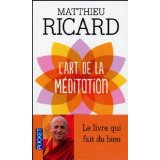 MATTHIEU
RICARD
L'ART DE LA
MÉDITATION
Le livre qui
fait du bien
POCKET